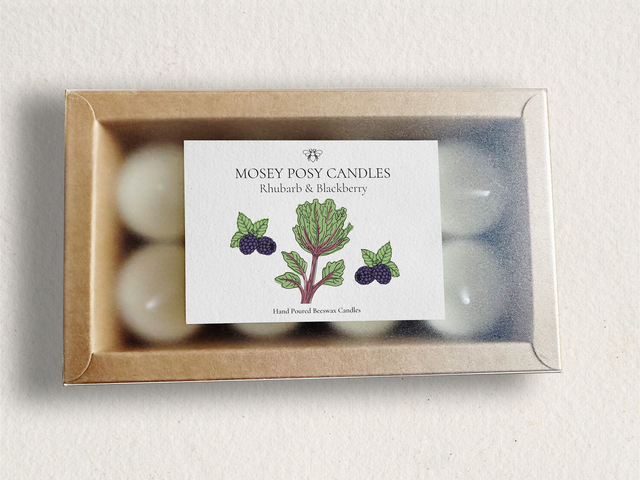 MOSEY POSY CANDLES
Rhubarb & Blackberry
Hand Poured Beeswax Candles